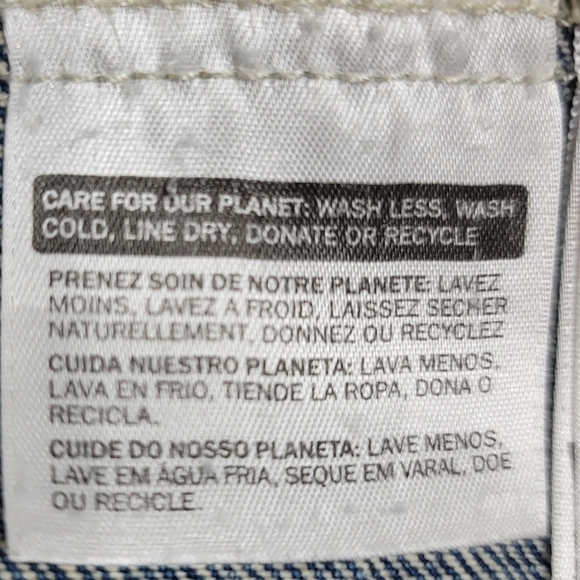 CARE FOR OUR PLANET: WASH LESS, WASH
COLD, LINE DRY, DONATE OR RECYCLE
PRENEZ SOIN DE NOTRE PLANETE: LAVEZ
MOINS, LAVEZ A FROID, LAISSEZ SECHER
NATURELLEMENT, DONNEZ OU RECYCLEZ
CUIDA NUESTRO PLANETA: LAVA MENOS,
LAVA EN FRIO, TIENDE LA ROPA, DONA O
RECICLA.
CUIDE DO NOSSO PLANETA: LAVE MENOS,
LAVE EM ÁGUA FRIA, SEQUE EM VARAL, DOE
OU RECICLE.